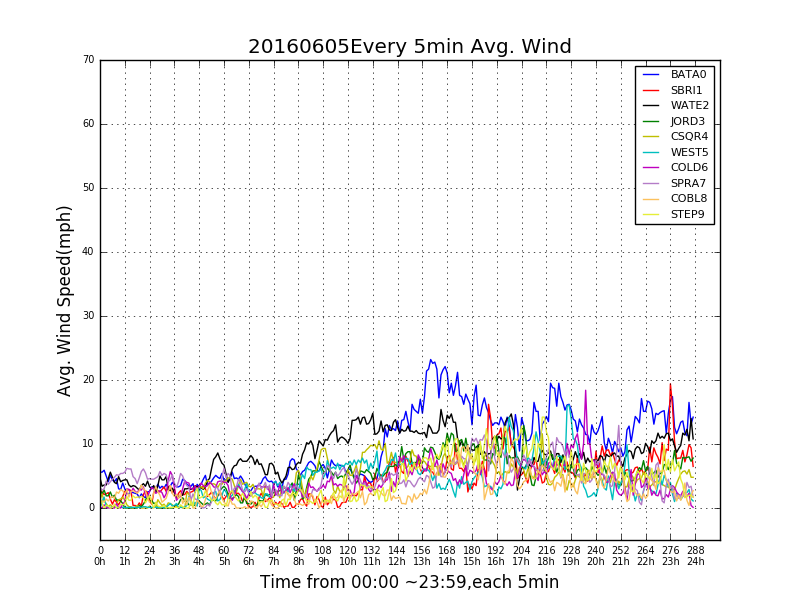 20160605Every 5min Avg. Wind
70
60
50
40
30
20
10
0
Avg. Wind Speed(mph)
BATA0
SBRI1
WATE2
JORD3
CSQR4
WEST5
COLD6
SPRA7
COBL8
STEP9
0 12 24 36 48 60 72 84 96 108 120 132 144 156 168 180 192 204 216 228 240 252 264 276 288
0h 1h 2h 3h 4h 5h 6h 7h 8h 9h 10h 11h 12h 13h 14h 15h 16h 17h 18h 19h 20h 21h 22h 23h 24h
Time from 00:00 ~23:59,each 5min